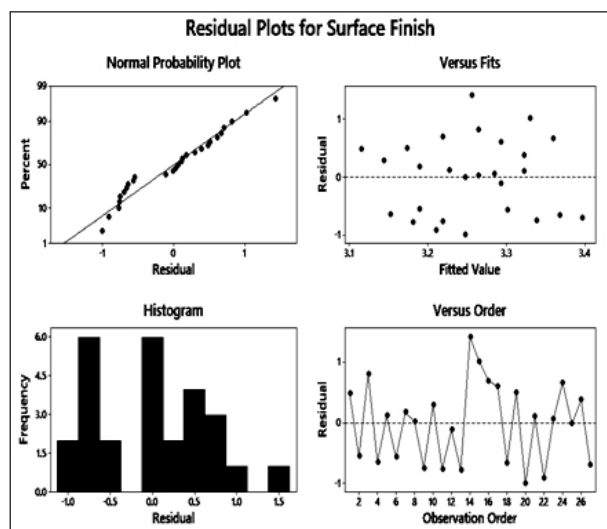 Residual Plots for Surface Finish
Normal Probability Plot
99
90
50
10
1
Percent
-1 0 1
Residual
Versus Fits
1
0
-1
Residual
3.1 3.2 3.3 3.4
Fitted Value
Histogram
6.0
4.5
3.0
1.5
0.0
Frequency
-1.0 -0.5 0.0 0.5 1.0 1.5
Residual
Versus Order
1
0
-1
Residual
2 4 6 8 10 12 14 16 18 20 22 24 26
Observation Order